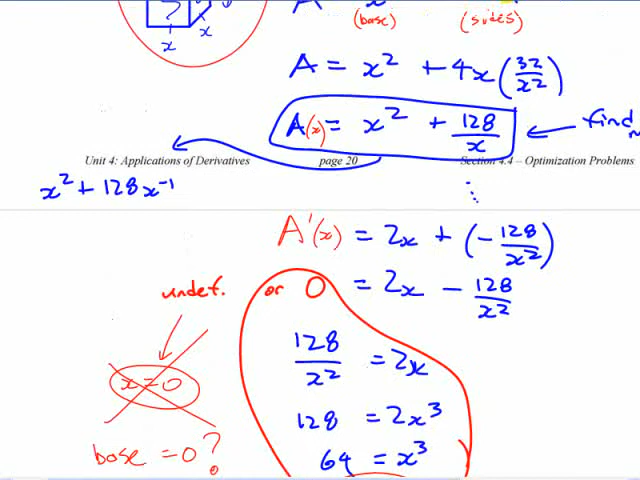 (base) (sides)
?
x x
A = x² + 4x(32/x²)
A(x) = x² + 128/x ← find
Unit 4: Applications of Derivatives page 20 Section 4.4 – Optimization Problems
x² + 128x⁻¹
A'(x) = 2x + (-128/x²)
undef. or 0 = 2x - 128/x²
128/x² = 2x
x = 0
128 = 2x³
base = 0?
64 = x³